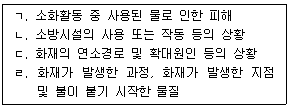 ㄱ. 소화활동 중 사용된 물로 인한 피해
ㄴ. 소방시설의 사용 또는 작동 등의 상황
ㄷ. 화재의 연소경로 및 확대원인 등의 상황
ㄹ. 화재가 발생한 과정, 화재가 발생한 지점
및 불이 붙기 시작한 물질